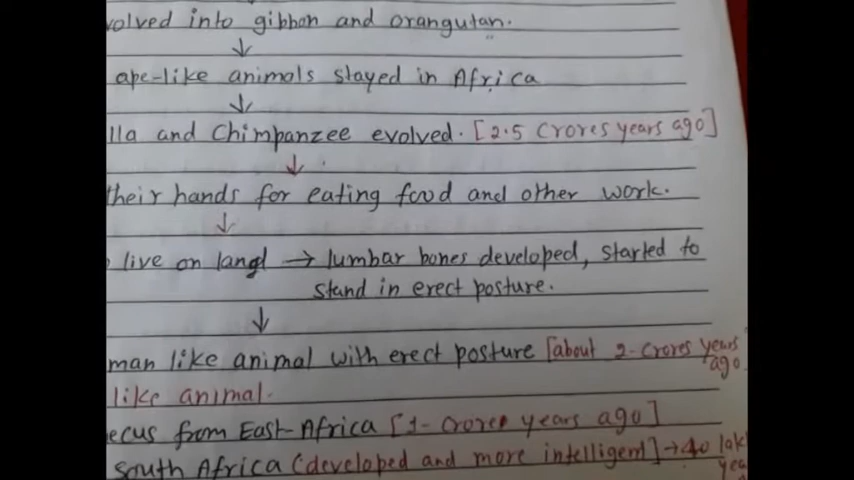 volved into gibbon and orangutan.
↓
ape-like animals stayed in Africa
↓
lla and Chimpanzee evolved. [2.5 Crores years ago]
↓
their hands for eating food and other work.
↓
live on land → lumbar bones developed, started to
stand in erect posture.
↓
man like animal with erect posture [about 2-Crores years
ago.
like animal.
ecus from East-Africa [1-Crores years ago]
South Africa (developed and more intelligent] → 40 lak
yea